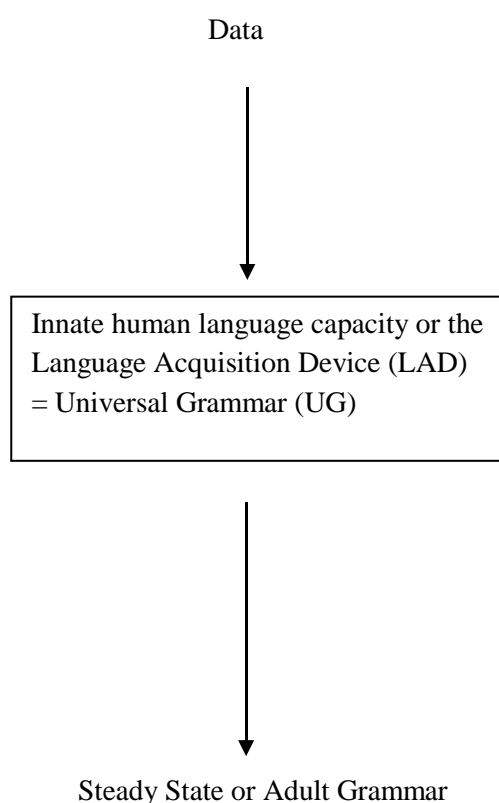 Data
Innate human language capacity or the
Language Acquisition Device (LAD)
= Universal Grammar (UG)
Steady State or Adult Grammar